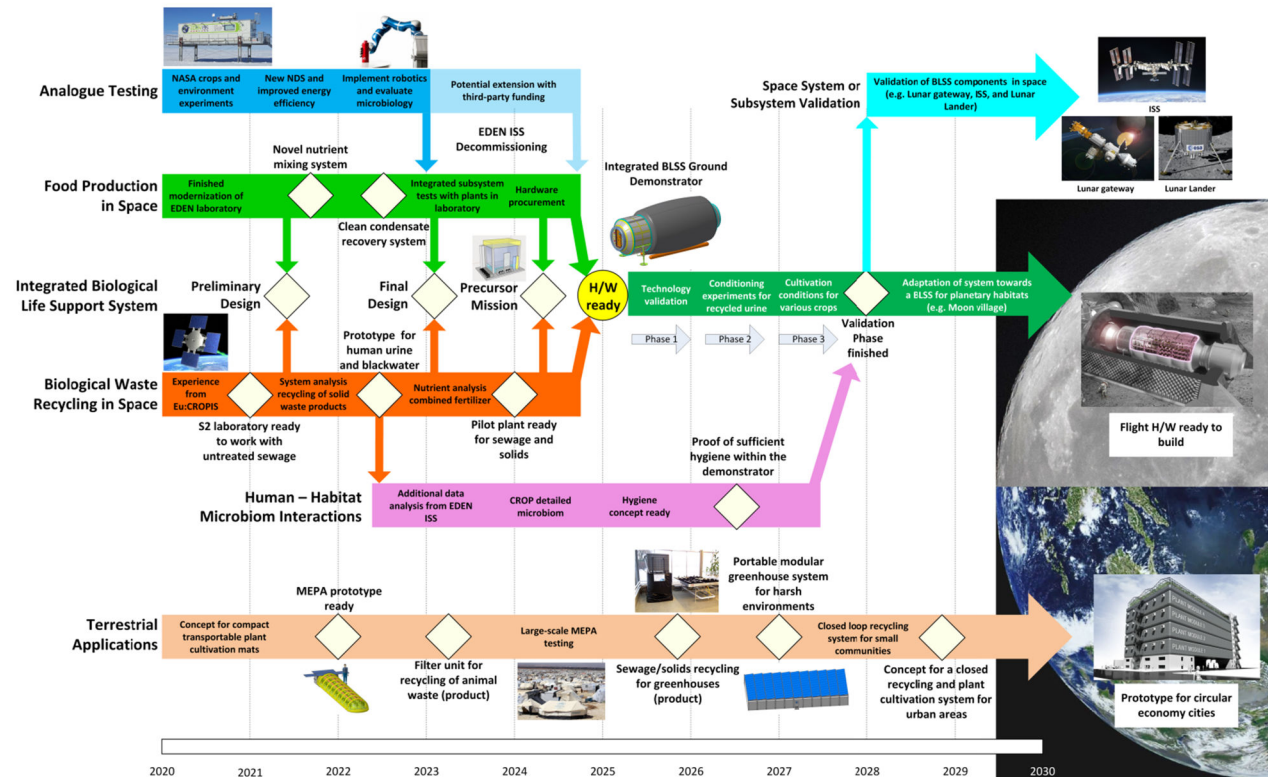 Analogue Testing
NASA crops and
environment
experiments
New NDS and
improved energy
efficiency
Implement robotics
and evaluate
microbiology
Potential extension with
third-party funding
Space System or
Subsystem Validation
Validation of BLSS components in space
(e.g. Lunar gateway, ISS, and Lunar
Lander)
ISS
Lunar gateway
Lunar Lander
Novel nutrient
mixing system
EDEN ISS
Decommissioning
Food Production
in Space
Finished
modernization of
EDEN laboratory
Integrated subsystem
tests with plants in
laboratory
Hardware
procurement
Clean condensate
recovery system
Integrated BLSS Ground
Demonstrator
Integrated Biological
Life Support System
Preliminary
Design
Final
Design
Precursor
Mission
H/W
ready
Technology
validation
Conditioning
experiments for
recycled urine
Cultivation
conditions for
various crops
Adaptation of system towards
a BLSS for planetary habitats
(e.g. Moon village)
Phase 1
Phase 2
Phase 3
Validation
Phase
finished
Prototype for
human urine
and blackwater
Biological Waste
Recycling in Space
Experience
from
Eu:CROPIS
System analysis
recycling of solid
waste products
Nutrient analysis
combined fertilizer
S2 laboratory ready
to work with
untreated sewage
Pilot plant ready
for sewage and
solids
Flight H/W ready to
build
Proof of sufficient
hygiene within the
demonstrator
Human – Habitat
Microbiom Interactions
Additional data
analysis from EDEN
ISS
CROP detailed
microbiom
Hygiene
concept ready
MEPA prototype
ready
Portable modular
greenhouse system
for harsh
environments
Terrestrial
Applications
Concept for compact
transportable plant
cultivation mats
Large-scale MEPA
testing
Closed loop recycling
system for small
communities
Filter unit for
recycling of animal
waste (product)
Sewage/solids recycling
for greenhouses
(product)
Concept for a closed
recycling and plant
cultivation system for
urban areas
PLANT MODULE 3
PLANT MODULE 2
PLANT MODULE 1
Prototype for circular
economy cities
2020
2021
2022
2023
2024
2025
2026
2027
2028
2029
2030